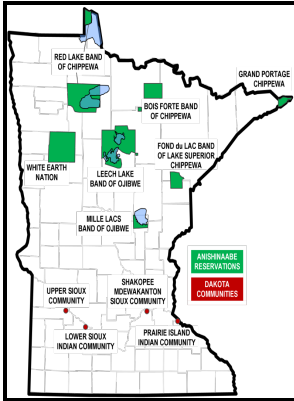 RED LAKE BAND
OF CHIPPEWA
GRAND PORTAGE
CHIPPEWA
BOIS FORTE BAND
OF CHIPPEWA
FOND du LAC BAND
OF LAKE SUPERIOR
CHIPPEWA
WHITE EARTH
NATION
LEECH LAKE
BAND OF OJIBWE
MILLE LACS
BAND OF OJIBWE
ANISHINAABE
RESERVATIONS
DAKOTA
COMMUNITIES
UPPER SIOUX
COMMUNITY
SHAKOPEE
MDEWAKANTON
SIOUX COMMUNITY
LOWER SIOUX
INDIAN COMMUNITY
PRAIRIE ISLAND
INDIAN COMMUNITY